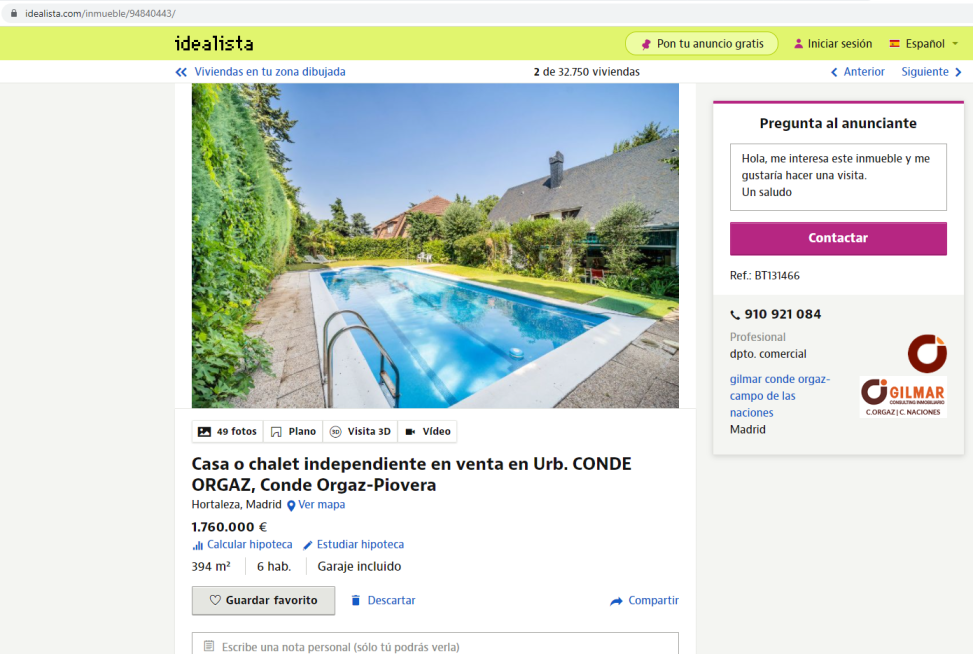 idealista.com/inmueble/94840443/
idealista
Pon tu anuncio gratis
Iniciar sesión
Español
Viviendas en tu zona dibujada
2 de 32.750 viviendas
Anterior
Siguiente
Pregunta al anunciante
Hola, me interesa este inmueble y me
gustaría hacer una visita.
Un saludo
Contactar
Ref.: BT131466
910 921 084
Profesional
dpto. comercial
gilmar conde orgaz-
campo de las
naciones
Madrid
GILMAR
CONSULTING INMOBILIARIO
C.ORGAZ | C. NACIONES
49 fotos
Plano
3D
Visita 3D
Vídeo
Casa o chalet independiente en venta en Urb. CONDE
ORGAZ, Conde Orgaz-Piovera
Hortaleza, Madrid
Ver mapa
1.760.000 €
Calcular hipoteca
Estudiar hipoteca
394 m²
6 hab.
Garaje incluido
Guardar favorito
Descartar
Compartir
Escribe una nota personal (sólo tú podrás verla)